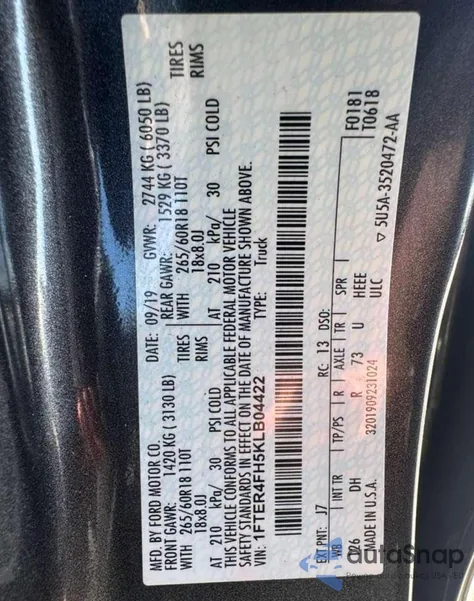 MFD. BY FORD MOTOR CO. DATE: 09/19 GVWR: 2744 KG ( 6050 LB)
FRONT GAWR: 1420 KG ( 3130 LB) REAR GAWR: 1529 KG ( 3370 LB)
WITH 265/60R18 110T TIRES WITH 265/60R18 110T TIRES
18x8.0J RIMS 18x8.0J RIMS
AT 210 kPa/ 30 PSI COLD AT 210 kPa/ 30 PSI COLD
THIS VEHICLE CONFORMS TO ALL APPLICABLE FEDERAL MOTOR VEHICLE
SAFETY STANDARDS IN EFFECT ON THE DATE OF MANUFACTURE SHOWN ABOVE.
VIN: 1FTER4FH5KLB04422
TYPE: Truck
F0181
T0618
EXT PNT: J7 RC: 13 DSO:
WB INT TR TP/PS R AXLE TR SPR
126 DH R 73 U HEEE
MADE IN U.S.A. 3201909231024 ULC
5U5A-3520472-AA
autoSnap